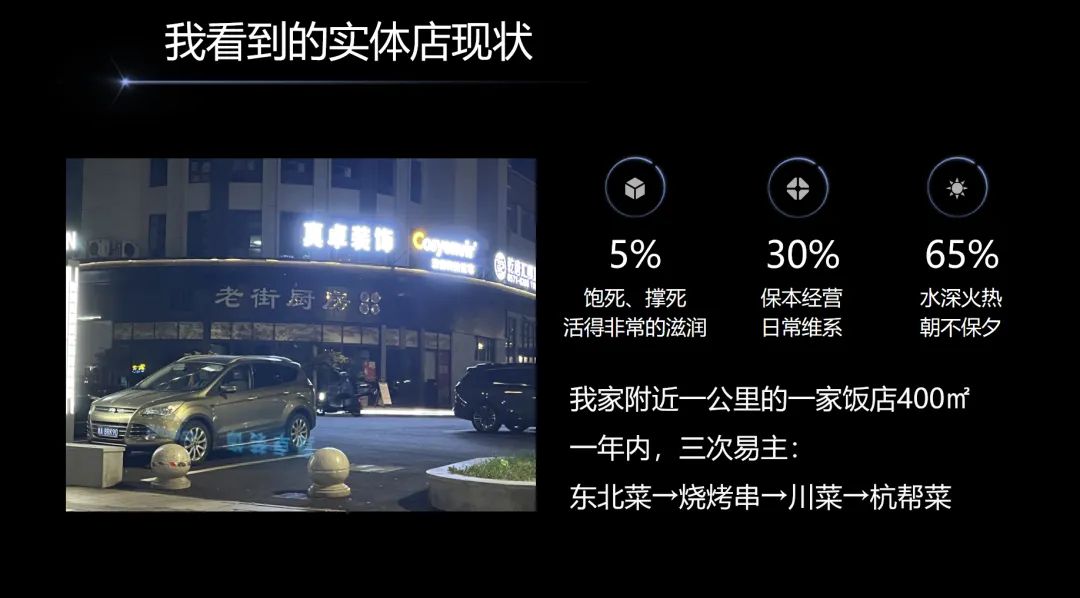 我看到的实体店现状
真卓装饰
Cosyenvir
老街厨房
5%
饱死、撑死
活得非常的滋润
30%
保本经营
日常维系
65%
水深火热
朝不保夕
我家附近一公里的一家饭店400㎡
一年内，三次易主：
东北菜→烧烤串→川菜→杭帮菜